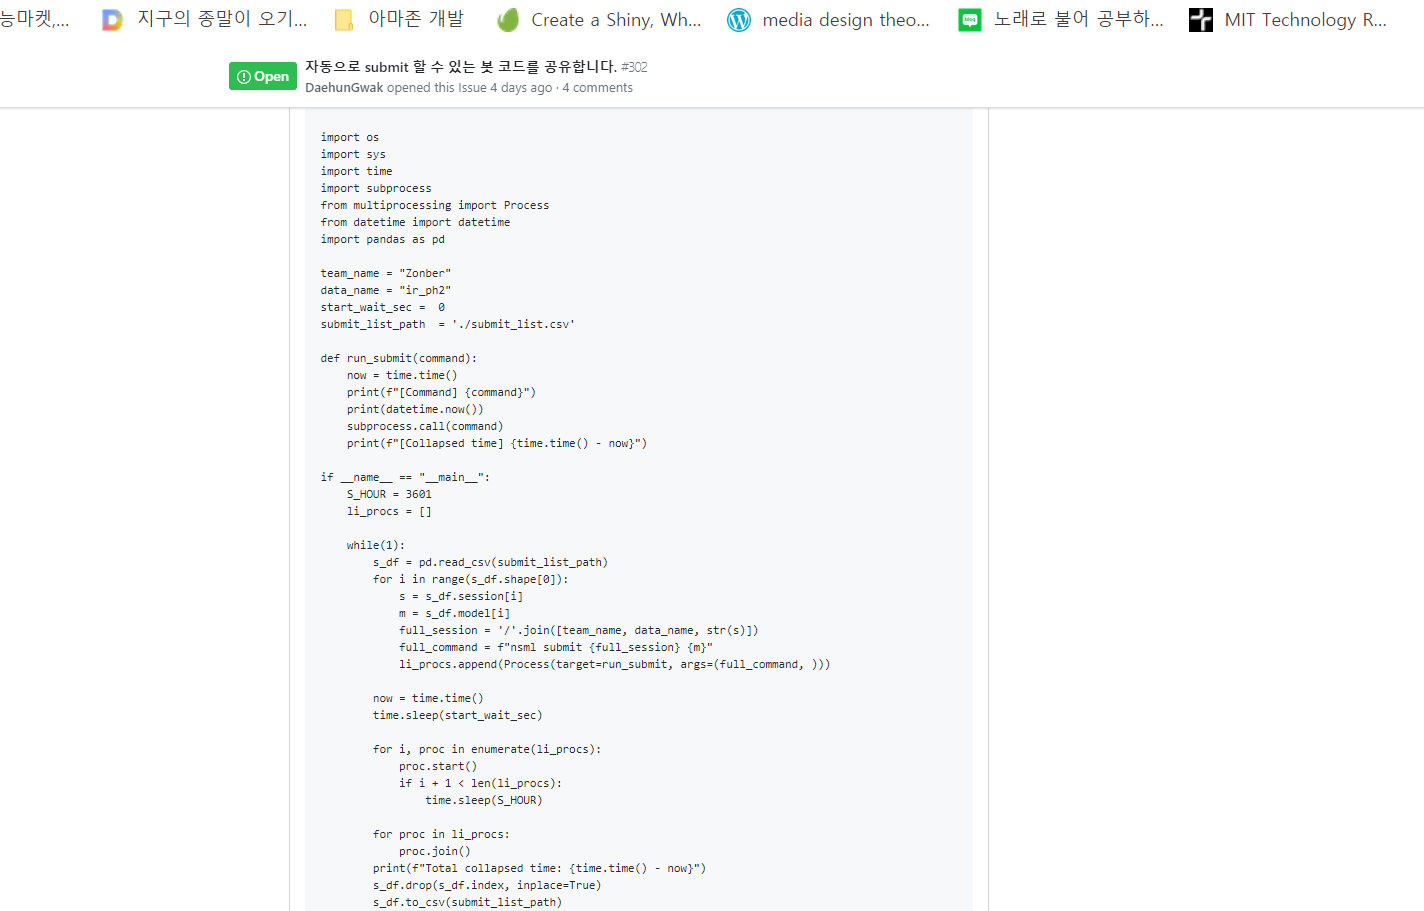 능마켓,... 지구의 종말이 오기... 아마존 개발 Create a Shiny, Wh... media design theo... blog 노래로 불어 공부하... MIT Technology R...
Open 자동으로 submit 할 수 있는 봇 코드를 공유합니다. #302
DaehunGwak opened this Issue 4 days ago · 4 comments
import os
import sys
import time
import subprocess
from multiprocessing import Process
from datetime import datetime
import pandas as pd
team_name = "Zonber"
data_name = "ir_ph2"
start_wait_sec =  0
submit_list_path  = './submit_list.csv'
def run_submit(command):
    now = time.time()
    print(f"[Command] {command}")
    print(datetime.now())
    subprocess.call(command)
    print(f"[Collapsed time] {time.time() - now}")
if __name__ == "__main__":
    S_HOUR = 3601
    li_procs = []
    while(1):
        s_df = pd.read_csv(submit_list_path)
        for i in range(s_df.shape[0]):
            s = s_df.session[i]
            m = s_df.model[i]
            full_session = '/'.join([team_name, data_name, str(s)])
            full_command = f"nsml submit {full_session} {m}"
            li_procs.append(Process(target=run_submit, args=(full_command, )))
        now = time.time()
        time.sleep(start_wait_sec)
        for i, proc in enumerate(li_procs):
            proc.start()
            if i + 1 < len(li_procs):
                time.sleep(S_HOUR)
        for proc in li_procs:
            proc.join()
        print(f"Total collapsed time: {time.time() - now}")
        s_df.drop(s_df.index, inplace=True)
        s_df.to_csv(submit_list_path)